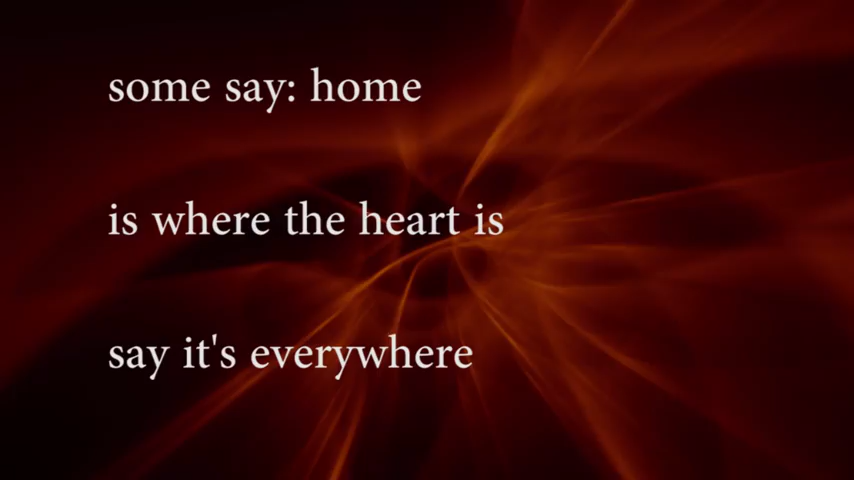 some say: home
is where the heart is
say it's everywhere